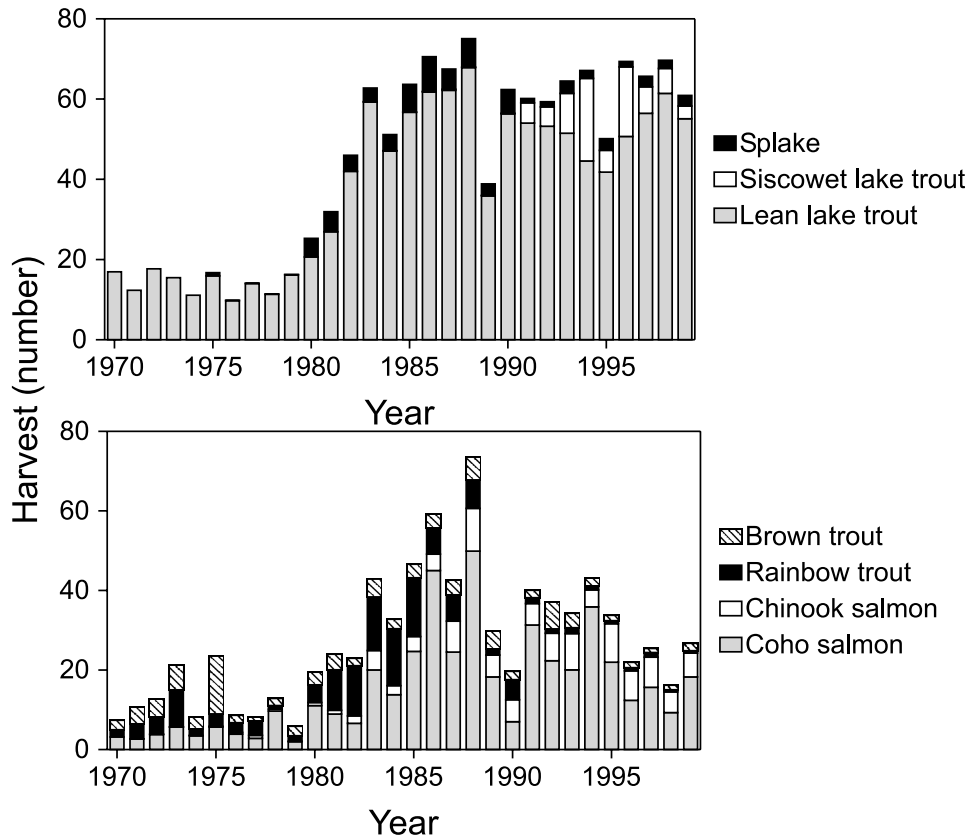 80
60
40
20
0
1970 1975 1980 1985 1990 1995
Year
Splake
Siscowet lake trout
Lean lake trout
Harvest (number)
80
60
40
20
0
1970 1975 1980 1985 1990 1995
Year
Brown trout
Rainbow trout
Chinook salmon
Coho salmon